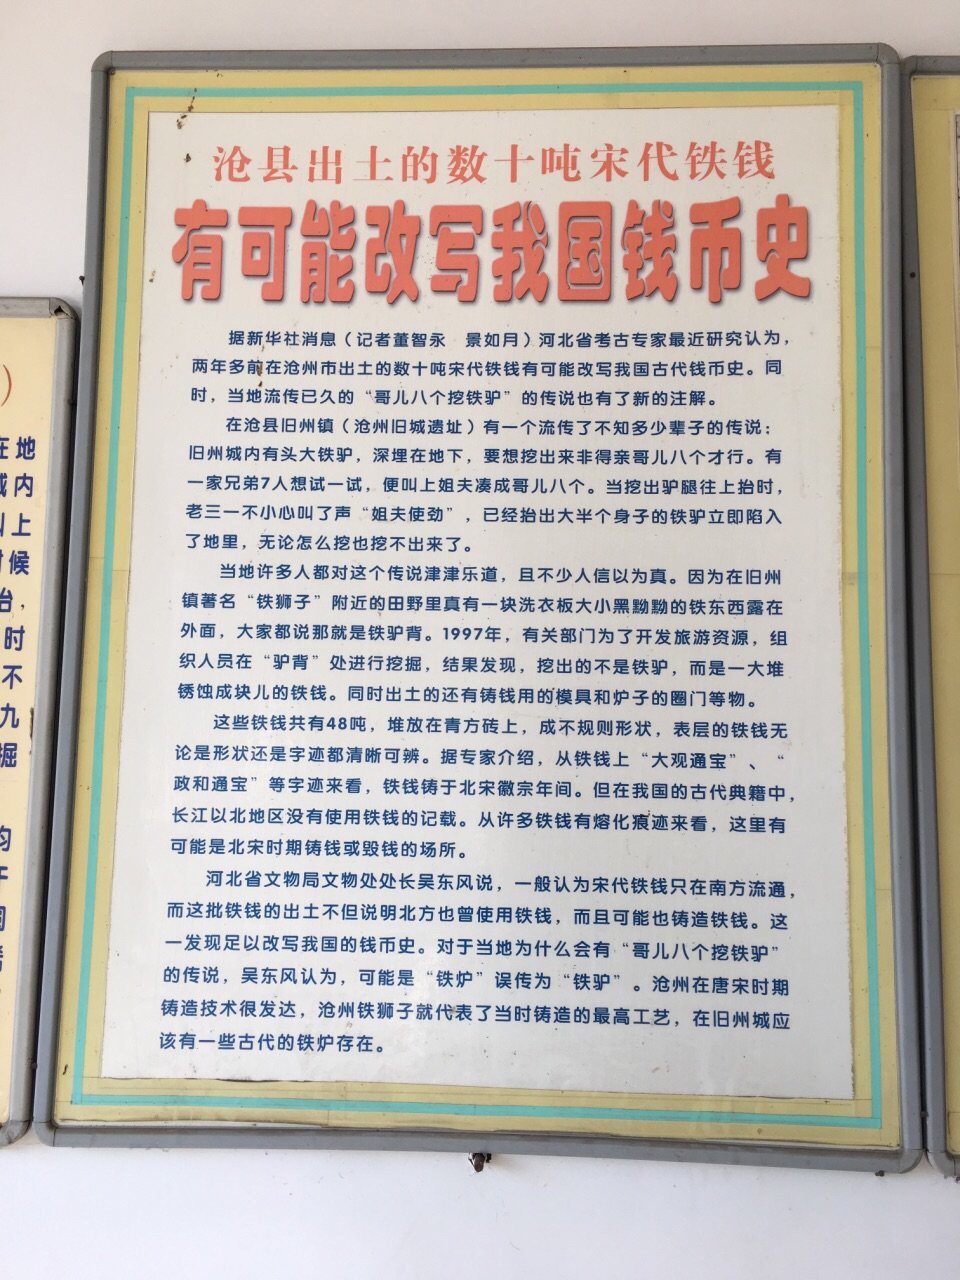 沧县出土的数十吨宋代铁钱
有可能改写我国钱币史
据新华社消息（记者董智永　景如月）河北省考古专家最近研究认为，
两年多前在沧州市出土的数十吨宋代铁钱有可能改写我国古代钱币史。同
时，当地流传已久的“哥儿八个挖铁驴”的传说也有了新的注解。
在沧县旧州镇（沧州旧城遗址）有一个流传了不知多少辈子的传说：
旧州城内有头大铁驴，深埋在地下，要想挖出来非得亲哥儿八个才行。有
一家兄弟7人想试一试，便叫上姐夫凑成哥儿八个。当挖出驴腿往上抬时，
老三一不小心叫了声“姐夫使劲”，已经抬出大半个身子的铁驴立即陷入
了地里，无论怎么挖也挖不出来了。
当地许多人都对这个传说津津乐道，且不少人信以为真。因为在旧州
镇著名“铁狮子”附近的田野里真有一块洗衣板大小黑黝黝的铁东西露在
外面，大家都说那就是铁驴背。1997年，有关部门为了开发旅游资源，组
织人员在“驴背”处进行挖掘，结果发现，挖出的不是铁驴，而是一大堆
锈蚀成块儿的铁钱。同时出土的还有铸钱用的模具和炉子的圈门等物。
这些铁钱共有48吨，堆放在青方砖上，成不规则形状，表层的铁钱无
论是形状还是字迹都清晰可辨。据专家介绍，从铁钱上“大观通宝”、“
政和通宝”等字迹来看，铁钱铸于北宋徽宗年间。但在我国的古代典籍中，
长江以北地区没有使用铁钱的记载。从许多铁钱有熔化痕迹来看，这里有
可能是北宋时期铸钱或毁钱的场所。
河北省文物局文物处处长吴东风说，一般认为宋代铁钱只在南方流通，
而这批铁钱的出土不但说明北方也曾使用铁钱，而且可能也铸造铁钱。这
一发现足以改写我国的钱币史。对于当地为什么会有“哥儿八个挖铁驴”
的传说，吴东风认为，可能是“铁炉”误传为“铁驴”。沧州在唐宋时期
铸造技术很发达，沧州铁狮子就代表了当时铸造的最高工艺，在旧州城应
该有一些古代的铁炉存在。
）
在地
城内
叫上
时候
台，
时
不
九
掘
均